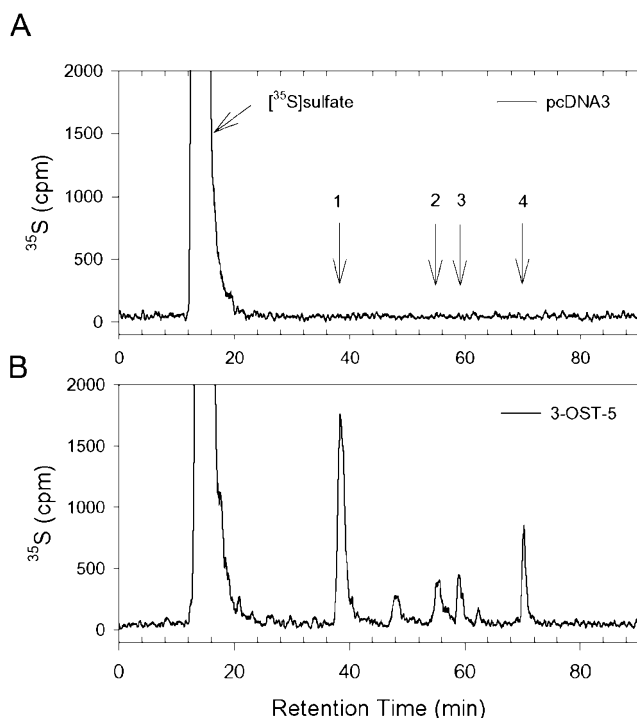 A
2000
1500
1000
500
0
³⁵S (cpm)
[³⁵S]sulfate
pcDNA3
1 2 3 4
0 20 40 60 80
B
2000
1500
1000
500
0
³⁵S (cpm)
3-OST-5
0 20 40 60 80
Retention Time (min)